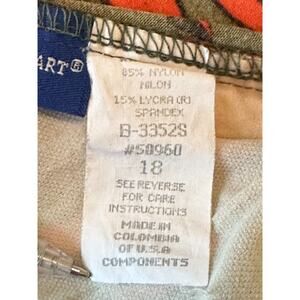 ART®
85% NYLON
NILON
15% LYCRA (R)
SPANDEX
B-3352S
#50960
18
SEE REVERSE
FOR CARE
INSTRUCTIONS
MADE IN
COLOMBIA
OF U.S.A
COMPONENTS